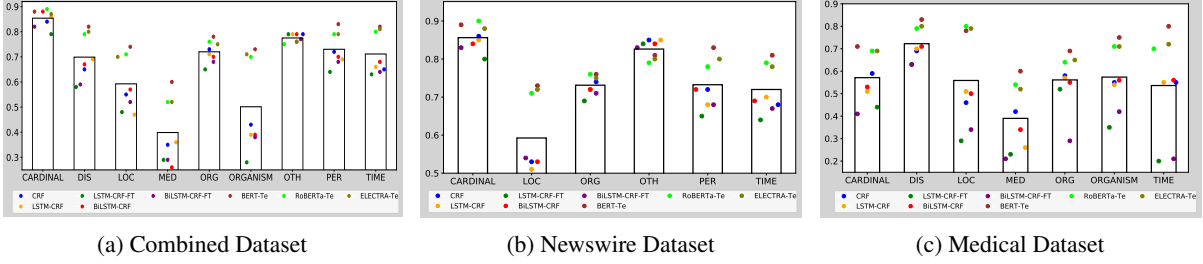 0.9
0.8
0.7
0.6
0.5
0.4
0.3
CARDINAL DIS LOC MED ORG ORGANISM OTH PER TIME
CRF LSTM-CRF-FT BiLSTM-CRF-FT BERT-Te RoBERTa-Te ELECTRA-Te
LSTM-CRF BiLSTM-CRF
(a) Combined Dataset
0.9
0.8
0.7
0.6
0.5
CARDINAL LOC ORG OTH PER TIME
CRF LSTM-CRF-FT BiLSTM-CRF-FT RoBERTa-Te ELECTRA-Te
LSTM-CRF BiLSTM-CRF BERT-Te
(b) Newswire Dataset
0.8
0.7
0.6
0.5
0.4
0.3
0.2
CARDINAL DIS LOC MED ORG ORGANISM TIME
CRF LSTM-CRF-FT BiLSTM-CRF-FT RoBERTa-Te ELECTRA-Te
LSTM-CRF BiLSTM-CRF BERT-Te
(c) Medical Dataset